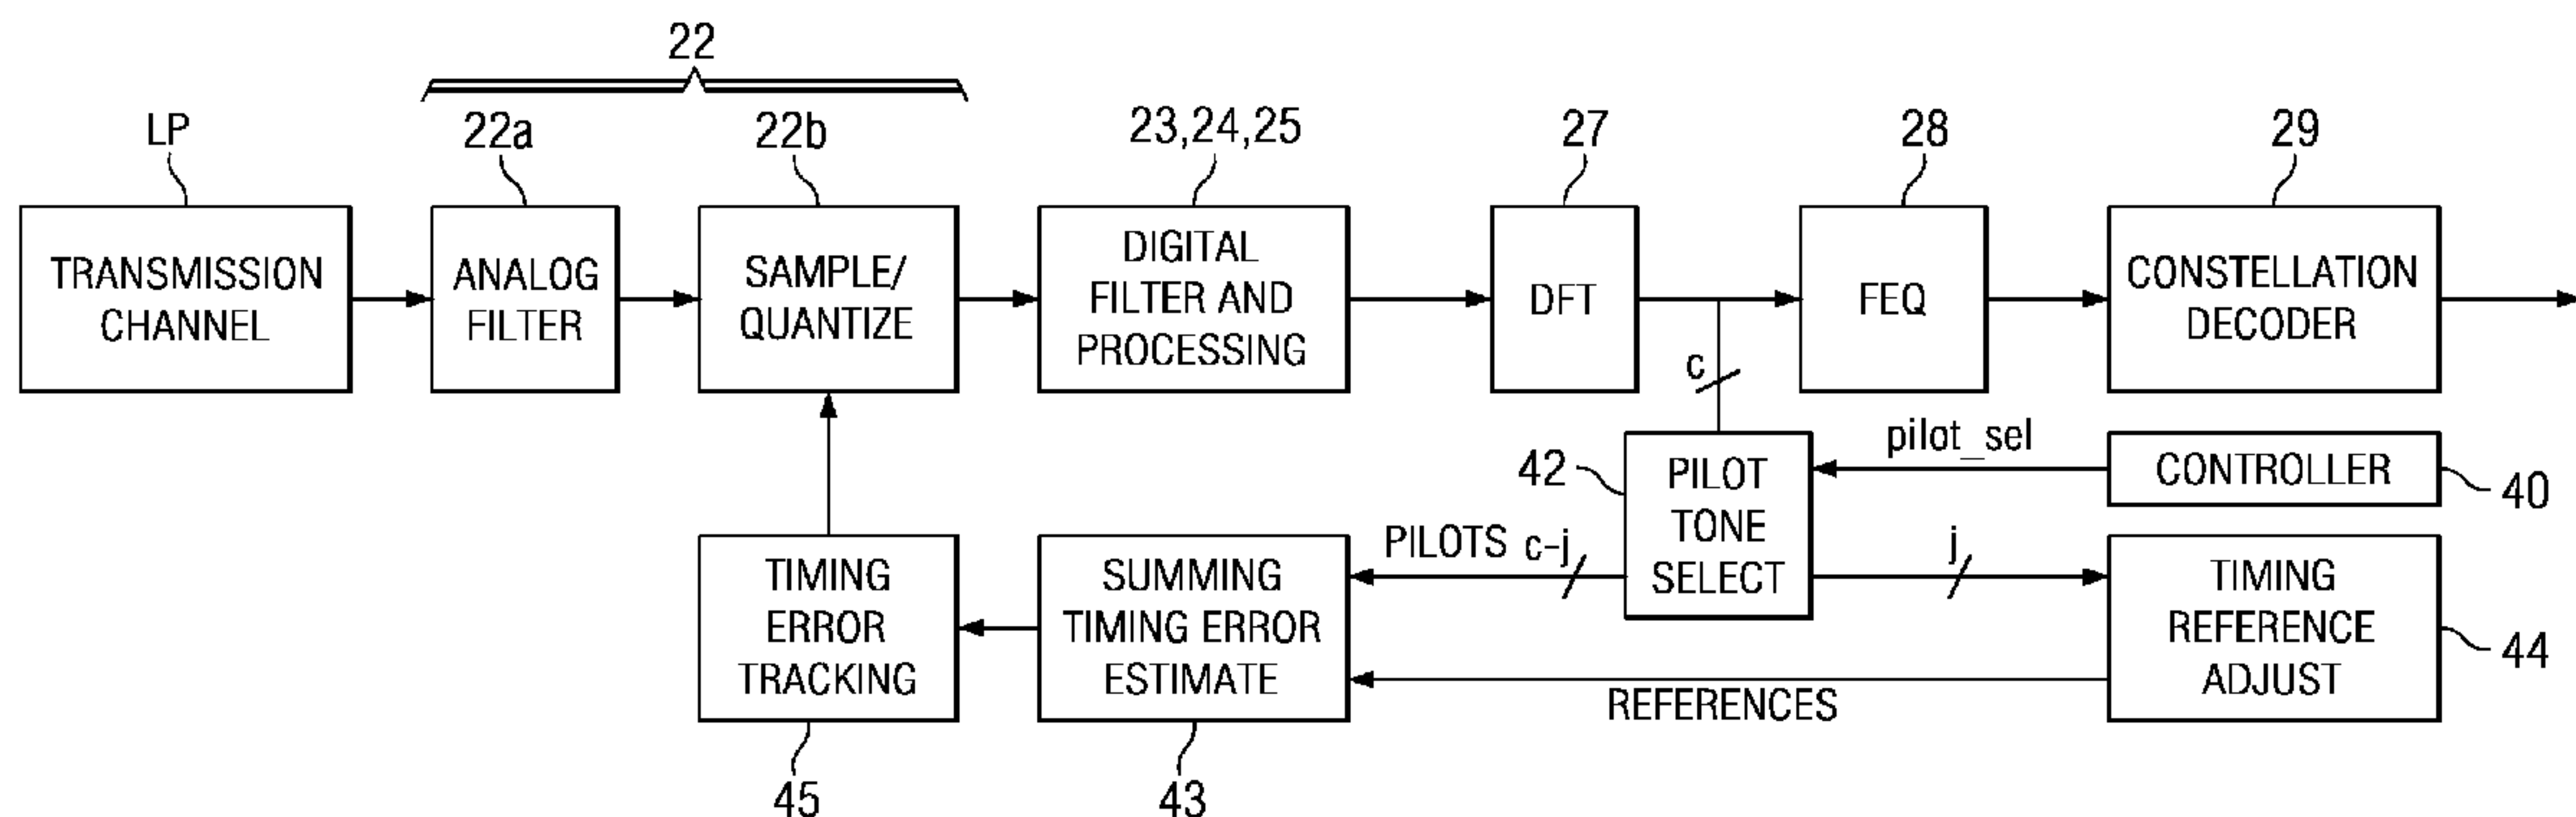 22
LP
22a
22b
23,24,25
27
28
29
TRANSMISSION
CHANNEL
ANALOG
FILTER
SAMPLE/
QUANTIZE
DIGITAL
FILTER AND
PROCESSING
DFT
FEQ
CONSTELLATION
DECODER
c
pilot_sel
42
PILOT
TONE
SELECT
CONTROLLER
40
PILOTS c-j
j
TIMING
ERROR
TRACKING
SUMMING
TIMING ERROR
ESTIMATE
TIMING
REFERENCE
ADJUST
44
REFERENCES
45
43